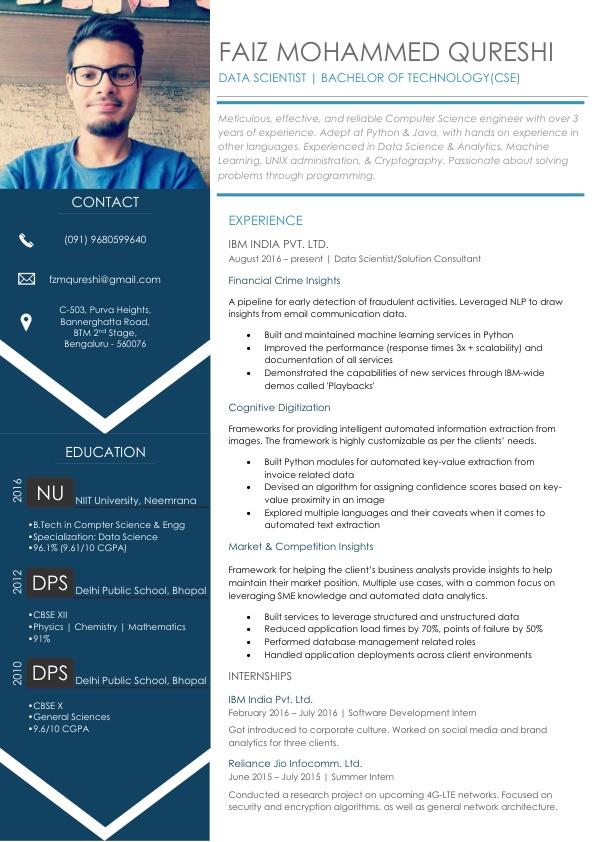 FAIZ MOHAMMED QURESHI
DATA SCIENTIST | BACHELOR OF TECHNOLOGY(CSE)
Meticulous, effective, and reliable Computer Science engineer with over 3
years of experience. Adept at Python & Java, with hands on experience in
other languages. Experienced in Data Science & Analytics, Machine
Learning, UNIX administration, & Cryptography. Passionate about solving
problems through programming.
CONTACT
(091) 9680599640
fzmqureshi@gmail.com
C-503, Purva Heights,
Bannerghatta Road,
BTM 2nd Stage,
Bengaluru - 560076
EDUCATION
2016
NU
NIIT University, Neemrana
•B.Tech in Compter Science & Engg
•Specialization: Data Science
•96.1% (9.61/10 CGPA)
2012
DPS
Delhi Public School, Bhopal
•CBSE XII
•Physics | Chemistry | Mathematics
•91%
2010
DPS
Delhi Public School, Bhopal
•CBSE X
•General Sciences
•9.6/10 CGPA
EXPERIENCE
IBM INDIA PVT. LTD.
August 2016 – present | Data Scientist/Solution Consultant
Financial Crime Insights
A pipeline for early detection of fraudulent activities. Leveraged NLP to draw
insights from email communication data.
• Built and maintained machine learning services in Python
• Improved the performance (response times 3x + scalability) and
documentation of all services
• Demonstrated the capabilities of new services through IBM-wide
demos called 'Playbacks'
Cognitive Digitization
Frameworks for providing intelligent automated information extraction from
images. The framework is highly customizable as per the clients' needs.
• Built Python modules for automated key-value extraction from
invoice related data
• Devised an algorithm for assigning confidence scores based on key-
value proximity in an image
• Explored multiple languages and their caveats when it comes to
automated text extraction
Market & Competition Insights
Framework for helping the client's business analysts provide insights to help
maintain their market position. Multiple use cases, with a common focus on
leveraging SME knowledge and automated data analytics.
• Built services to leverage structured and unstructured data
• Reduced application load times by 70%, points of failure by 50%
• Performed database management related roles
• Handled application deployments across client environments
INTERNSHIPS
IBM India Pvt. Ltd.
February 2016 – July 2016 | Software Development Intern
Got introduced to corporate culture. Worked on social media and brand
analytics for three clients.
Reliance Jio Infocomm. Ltd.
June 2015 – July 2015 | Summer Intern
Conducted a research project on upcoming 4G-LTE networks. Focused on
security and encryption algorithms, as well as general network architecture.